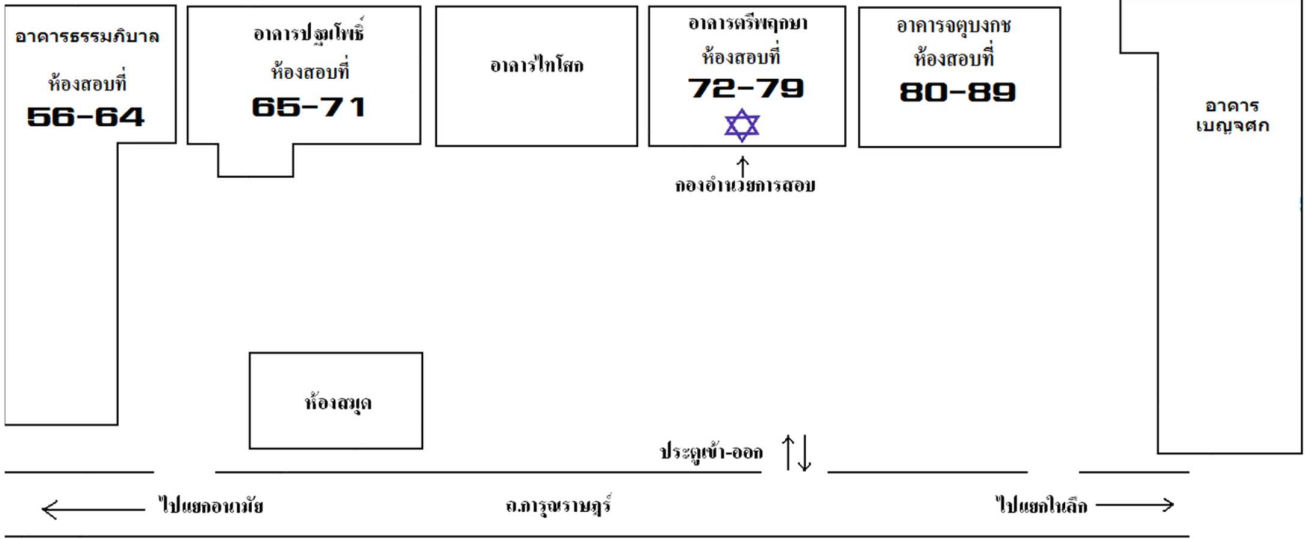 อาคารธรรมภิบาล
ห้องสอบที่
56-64
อาคารปฐมโพธิ์
ห้องสอบที่
65-71
อาคารไทโศก
อาคารตรีพฤกษา
ห้องสอบที่
72-79
กองอำนวยการสอบ
อาคารจตุบงกช
ห้องสอบที่
80-89
อาคาร
เบญจศก
ห้องสมุด
ประตูเข้า-ออก
ไปแยกอนามัย
ถ.การุณราษฎร์
ไปแยกในลึก